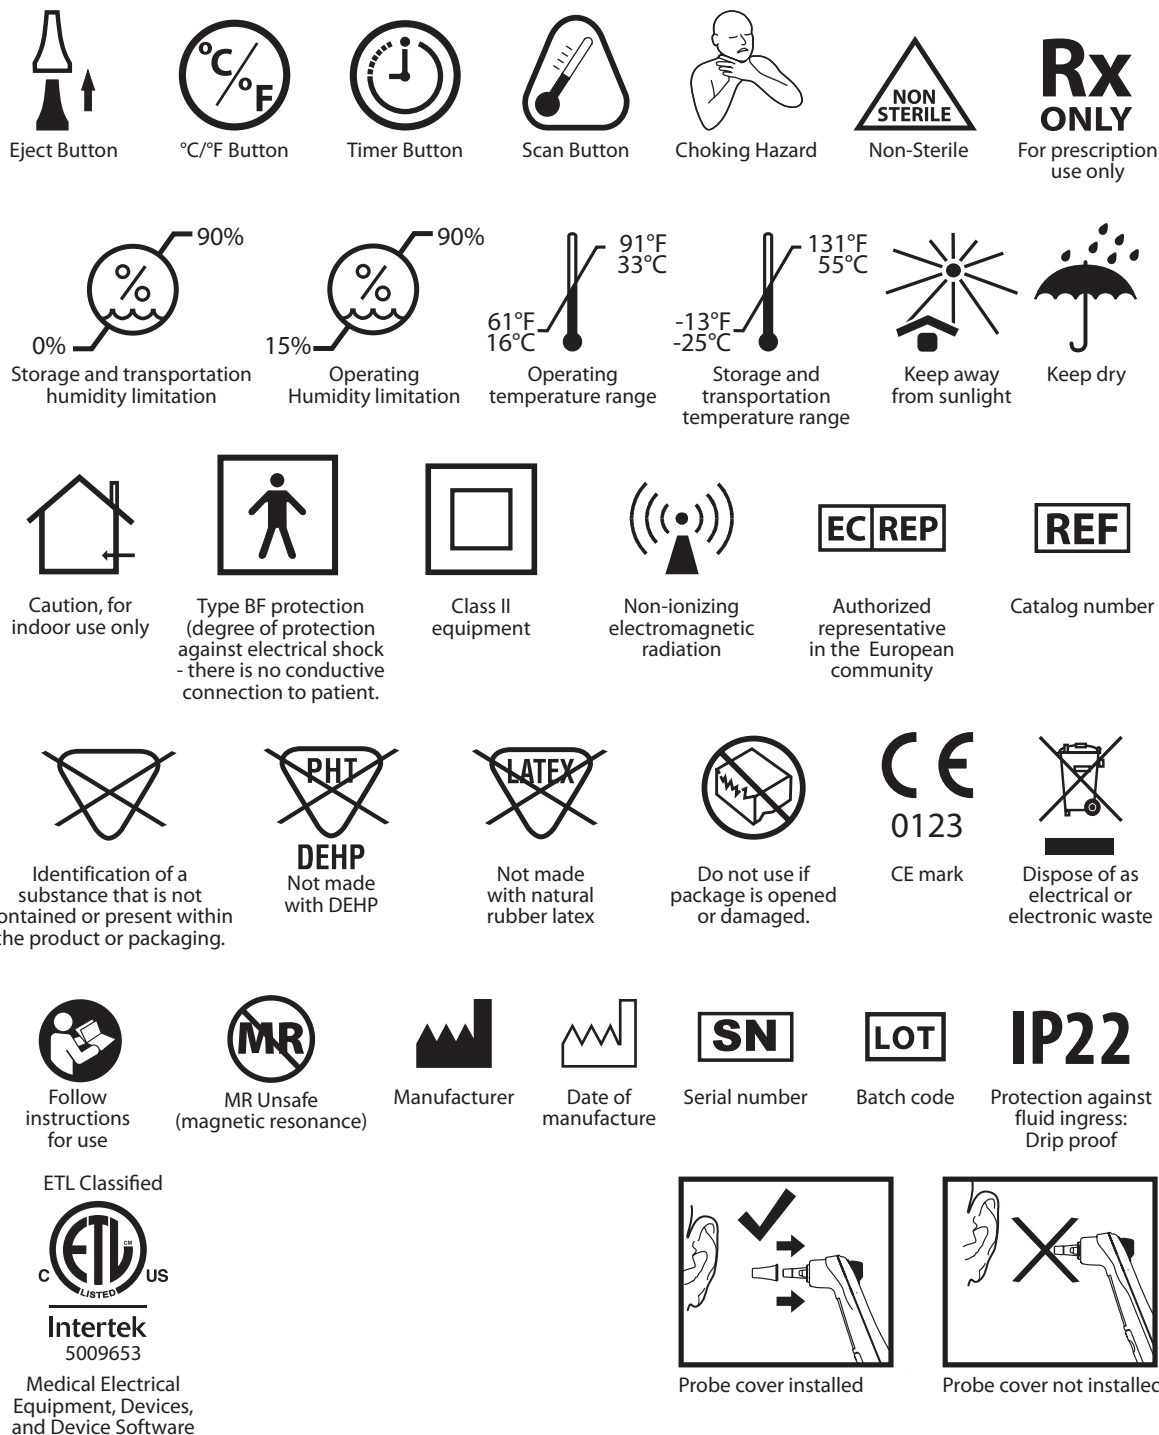 °C/°F
NON
STERILE
Rx
ONLY
Eject Button
°C/°F Button
Timer Button
Scan Button
Choking Hazard
Non-Sterile
For prescription
use only
90%
%
0%
Storage and transportation
humidity limitation
90%
%
15%
Operating
Humidity limitation
91°F
33°C
61°F
16°C
Operating
temperature range
131°F
55°C
-13°F
-25°C
Storage and
transportation
temperature range
Keep away
from sunlight
Keep dry
Caution, for
indoor use only
Type BF protection
(degree of protection
against electrical shock
- there is no conductive
connection to patient.
Class II
equipment
Non-ionizing
electromagnetic
radiation
EC REP
Authorized
representative
in the European
community
REF
Catalog number
Identification of a
substance that is not
ontained or present within
the product or packaging.
PHT
DEHP
Not made
with DEHP
LATEX
Not made
with natural
rubber latex
Do not use if
package is opened
or damaged.
CE
0123
CE mark
Dispose of as
electrical or
electronic waste
Follow
instructions
for use
MR
MR Unsafe
(magnetic resonance)
Manufacturer
Date of
manufacture
SN
Serial number
LOT
Batch code
IP22
Protection against
fluid ingress:
Drip proof
ETL Classified
ETL CM
C US
LISTED
Intertek
5009653
Medical Electrical
Equipment, Devices,
and Device Software
Probe cover installed
Probe cover not installed